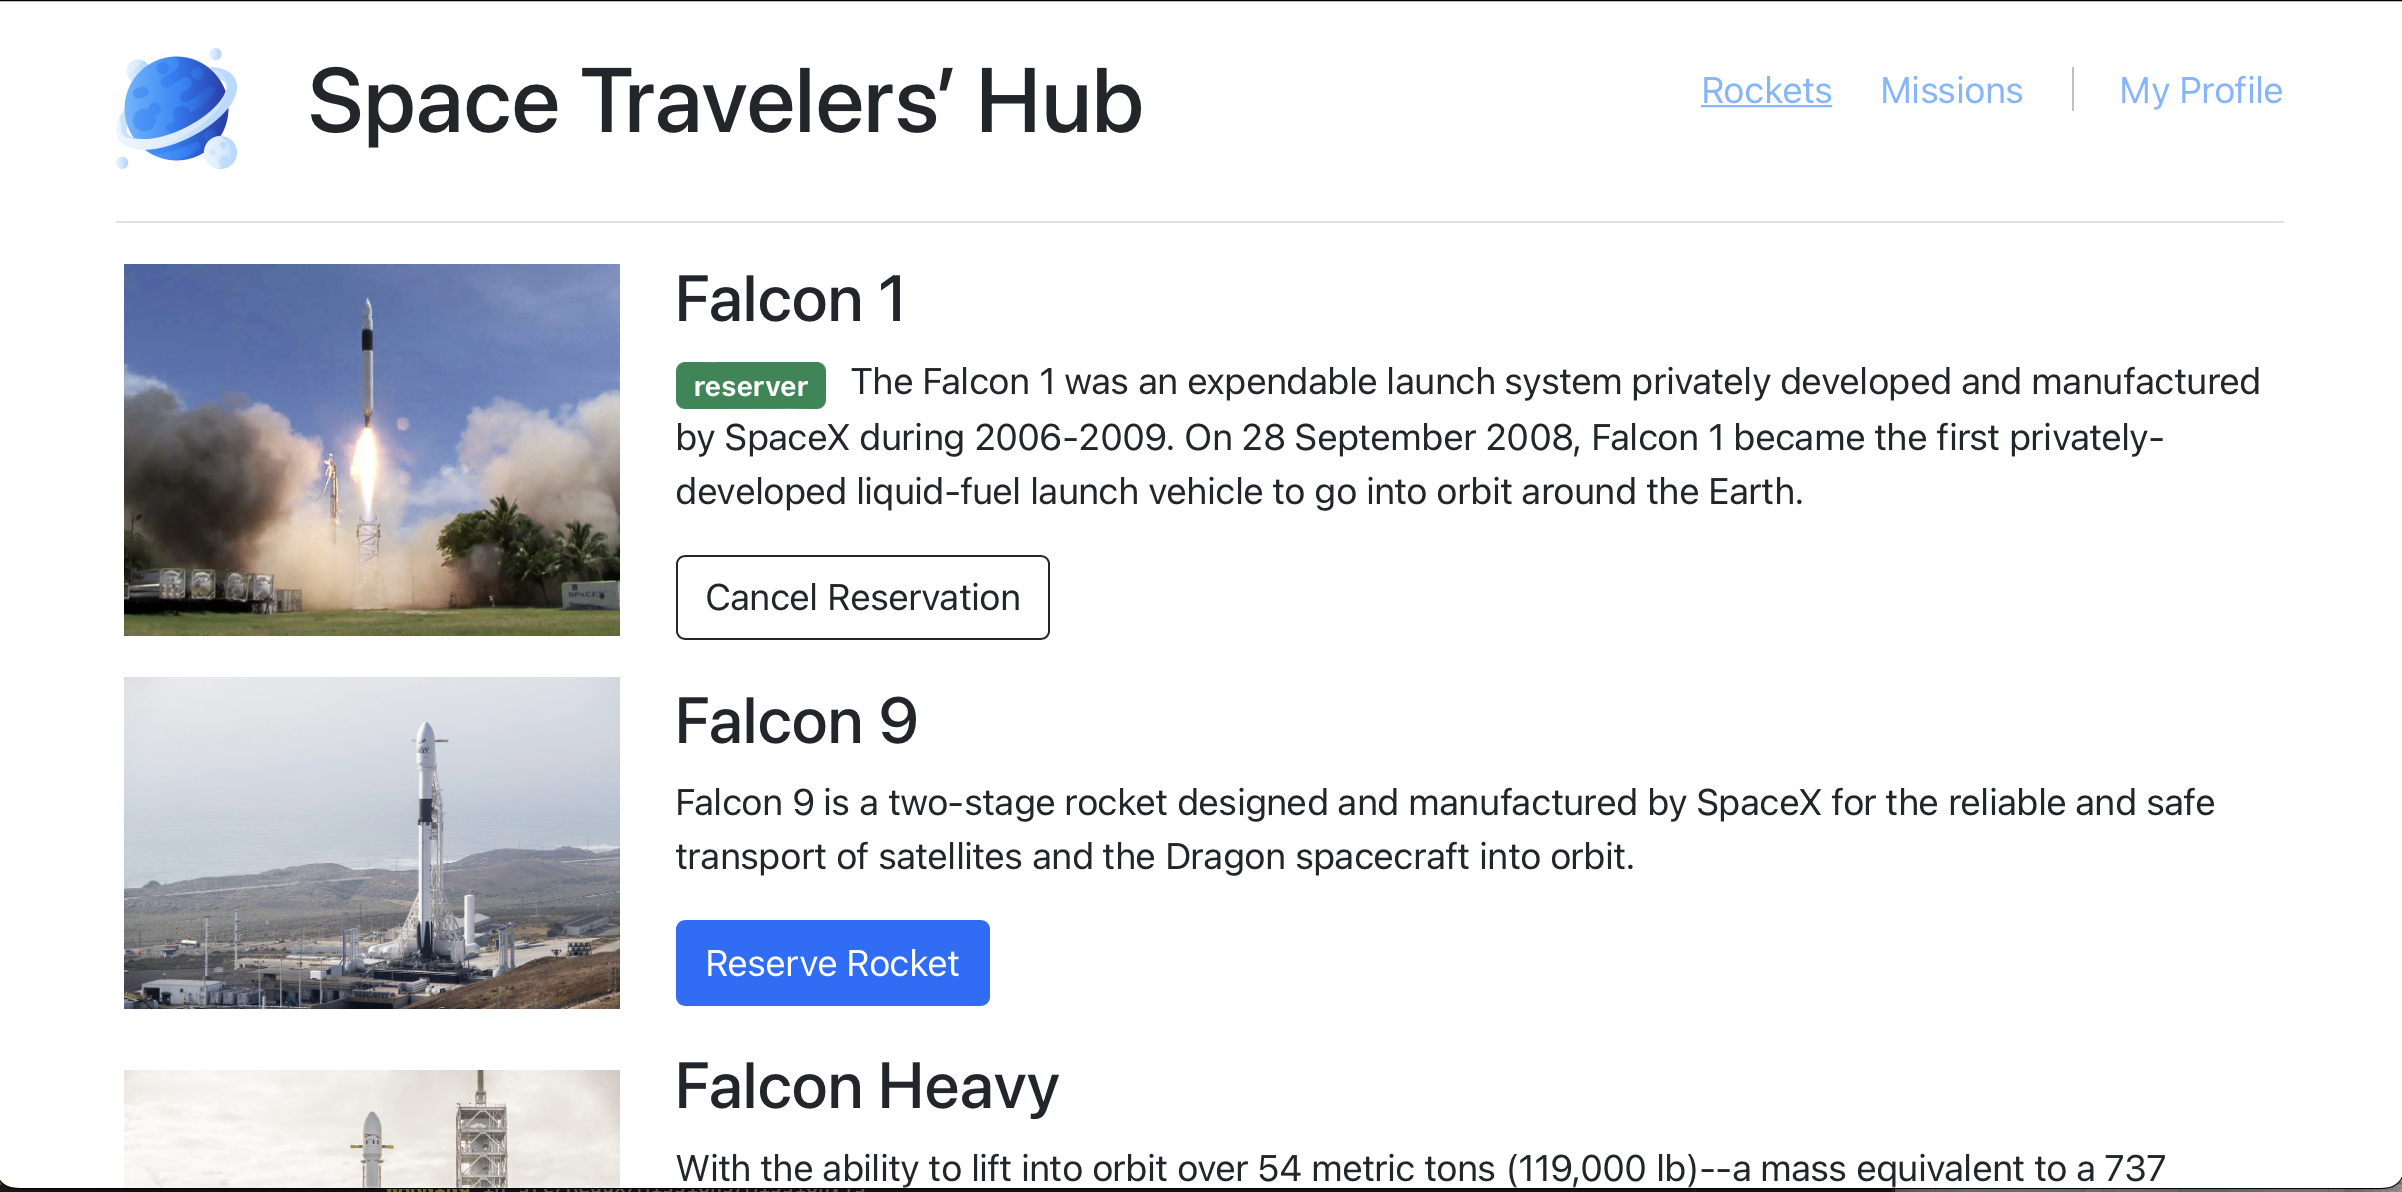 Space Travelers’ Hub
Rockets Missions My Profile
Falcon 1
reserver The Falcon 1 was an expendable launch system privately developed and manufactured
by SpaceX during 2006-2009. On 28 September 2008, Falcon 1 became the first privately-
developed liquid-fuel launch vehicle to go into orbit around the Earth.
Cancel Reservation
Falcon 9
Falcon 9 is a two-stage rocket designed and manufactured by SpaceX for the reliable and safe
transport of satellites and the Dragon spacecraft into orbit.
Reserve Rocket
Falcon Heavy
With the ability to lift into orbit over 54 metric tons (119,000 lb)--a mass equivalent to a 737